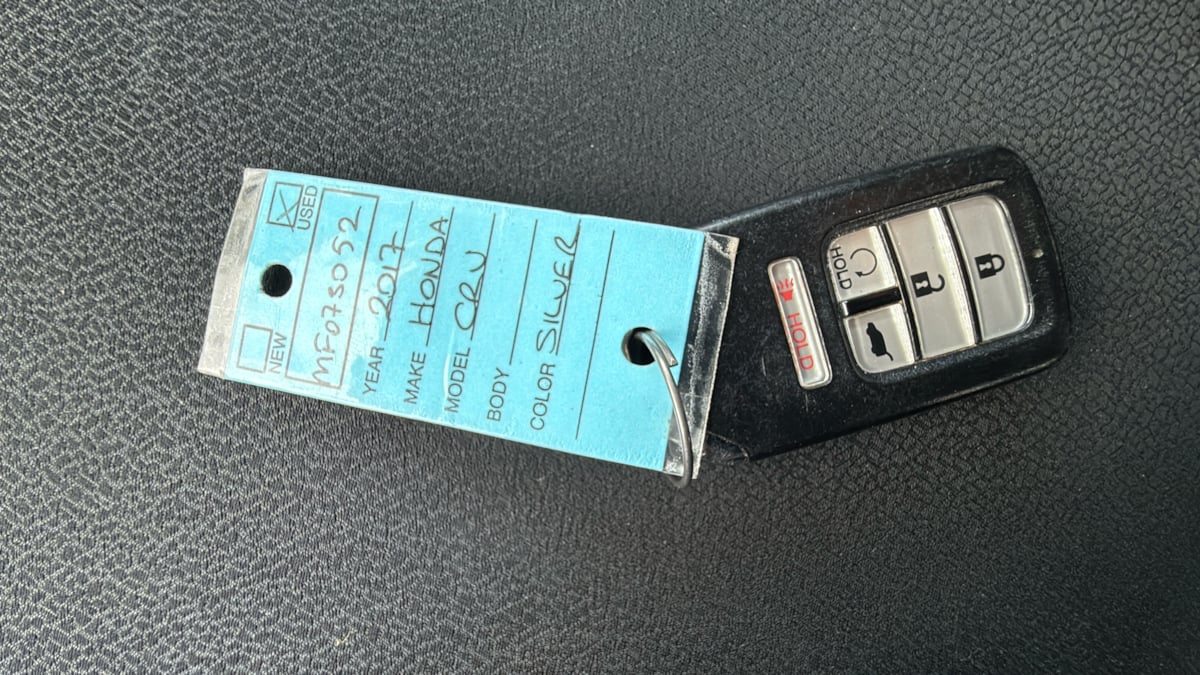 NEW USED
MF073052
YEAR 2017
MAKE HONDA
MODEL CRV
BODY
COLOR SILVER
HOLD
HOLD